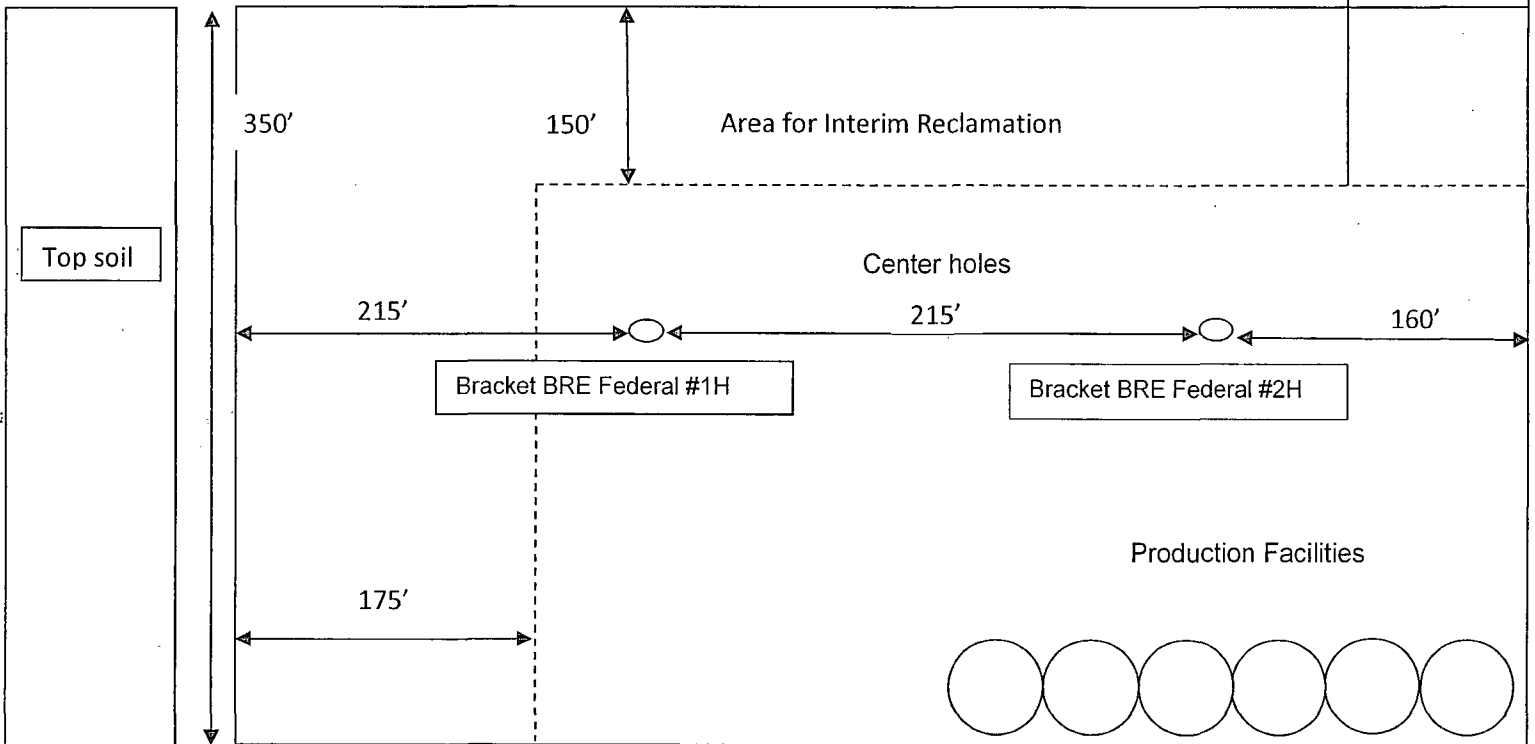 350′
150′
Area for Interim Reclamation
Top soil
Center holes
215′
215′
160′
Bracket BRE Federal #1H
Bracket BRE Federal #2H
Production Facilities
175′